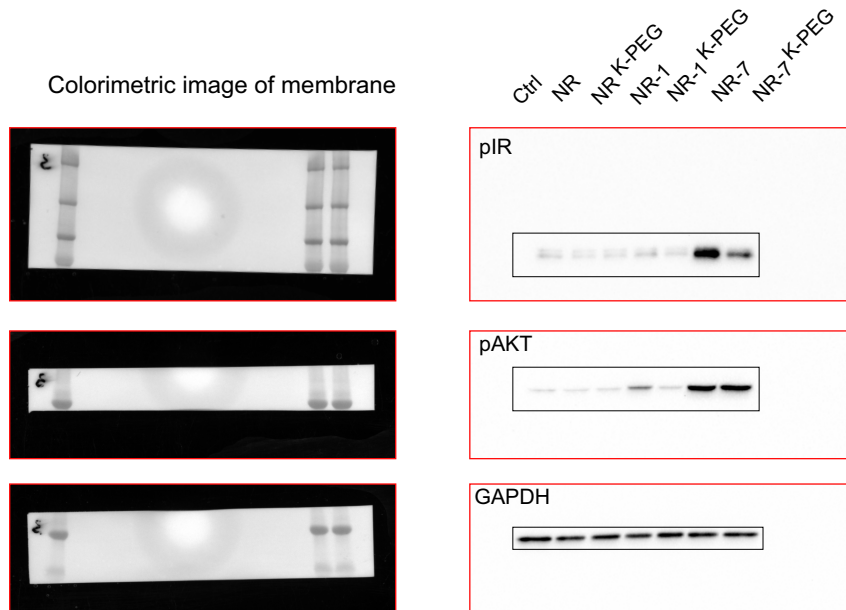 Colorimetric image of membrane
Ctrl
NR
NR K-PEG
NR-1
NR-1 K-PEG
NR-7
NR-7 K-PEG
pIR
pAKT
GAPDH